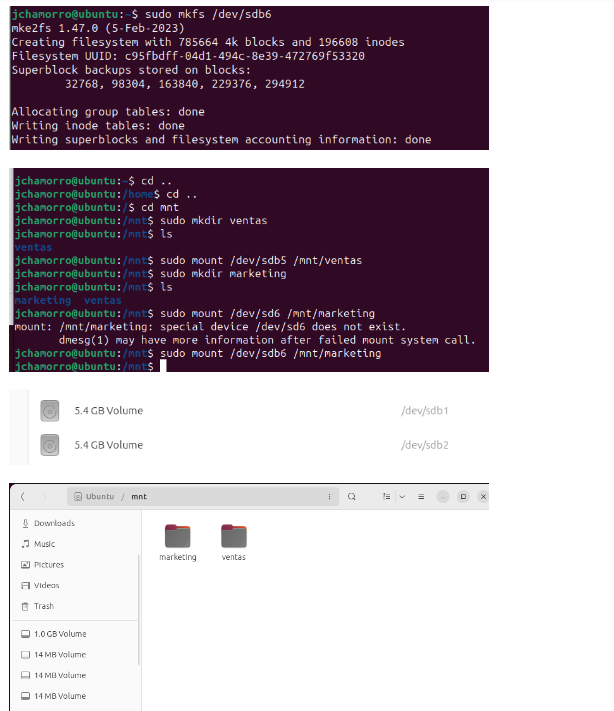 jchamorro@ubuntu:~$ sudo mkfs /dev/sdb6
mke2fs 1.47.0 (5-Feb-2023)
Creating filesystem with 785664 4k blocks and 196608 inodes
Filesystem UUID: c95fbdff-04d1-494c-8e39-472769f53320
Superblock backups stored on blocks:
        32768, 98304, 163840, 229376, 294912

Allocating group tables: done
Writing inode tables: done
Writing superblocks and filesystem accounting information: done

jchamorro@ubuntu:~$ cd ..
jchamorro@ubuntu:/home$ cd ..
jchamorro@ubuntu:/$ cd mnt
jchamorro@ubuntu:/mnt$ sudo mkdir ventas
jchamorro@ubuntu:/mnt$ ls
ventas
jchamorro@ubuntu:/mnt$ sudo mount /dev/sdb5 /mnt/ventas
jchamorro@ubuntu:/mnt$ sudo mkdir marketing
jchamorro@ubuntu:/mnt$ ls
marketing  ventas
jchamorro@ubuntu:/mnt$ sudo mount /dev/sd6 /mnt/marketing
mount: /mnt/marketing: special device /dev/sd6 does not exist.
       dmesg(1) may have more information after failed mount system call.
jchamorro@ubuntu:/mnt$ sudo mount /dev/sdb6 /mnt/marketing
jchamorro@ubuntu:/mnt$
5.4 GB Volume /dev/sdb1
5.4 GB Volume /dev/sdb2
Ubuntu / mnt
Downloads
Music
Pictures
Videos
Trash
1.0 GB Volume
14 MB Volume
14 MB Volume
14 MB Volume
marketing
ventas